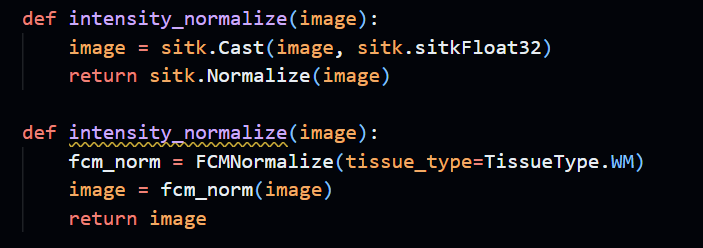 def intensity_normalize(image):
    image = sitk.Cast(image, sitk.sitkFloat32)
    return sitk.Normalize(image)
def intensity_normalize(image):
    fcm_norm = FCMNormalize(tissue_type=TissueType.WM)
    image = fcm_norm(image)
    return image